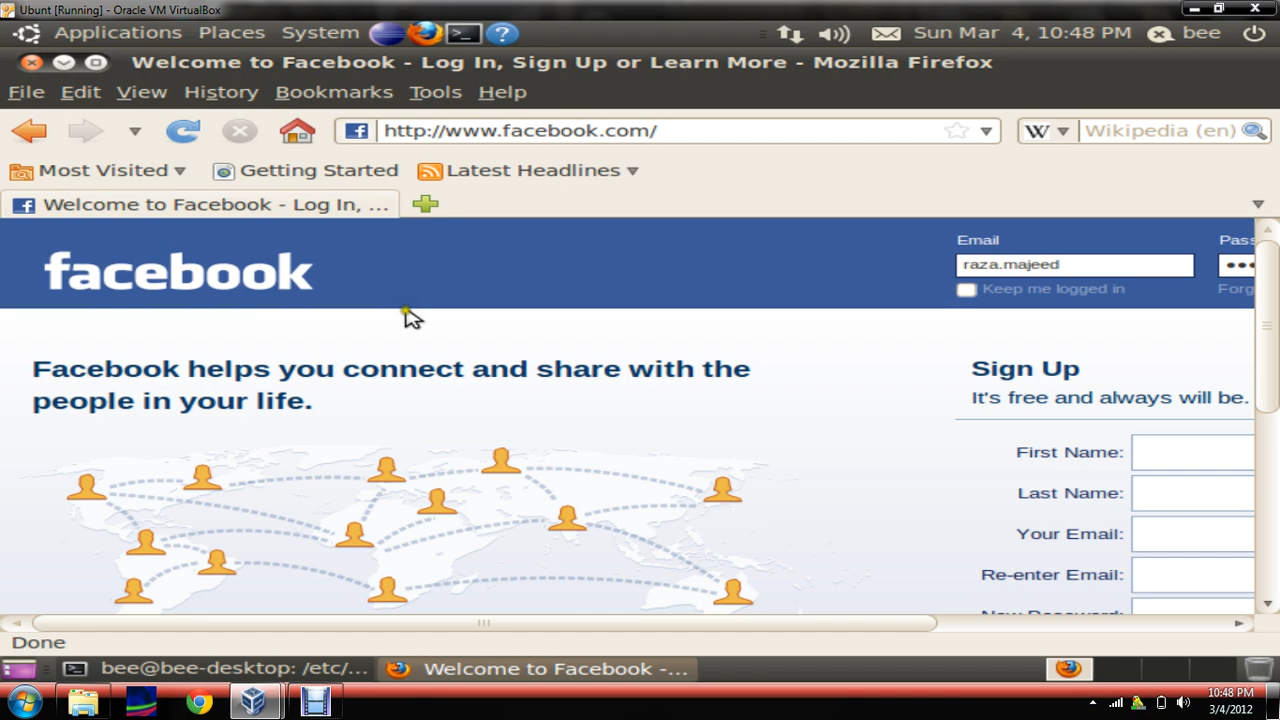 Ubunt [Running] - Oracle VM VirtualBox
Applications Places System Sun Mar 4, 10:48 PM bee
Welcome to Facebook - Log In, Sign Up or Learn More - Mozilla Firefox
File Edit View History Bookmarks Tools Help
http://www.facebook.com/ W Wikipedia (en)
Most Visited Getting Started Latest Headlines
Welcome to Facebook - Log In, ...
Email Pass
facebook
raza.majeed
Keep me logged in Forg
Facebook helps you connect and share with the
people in your life.
Sign Up
It's free and always will be.
First Name:
Last Name:
Your Email:
Re-enter Email:
New Password:
Done
bee@bee-desktop: /etc/... Welcome to Facebook -...
10:48 PM
3/4/2012